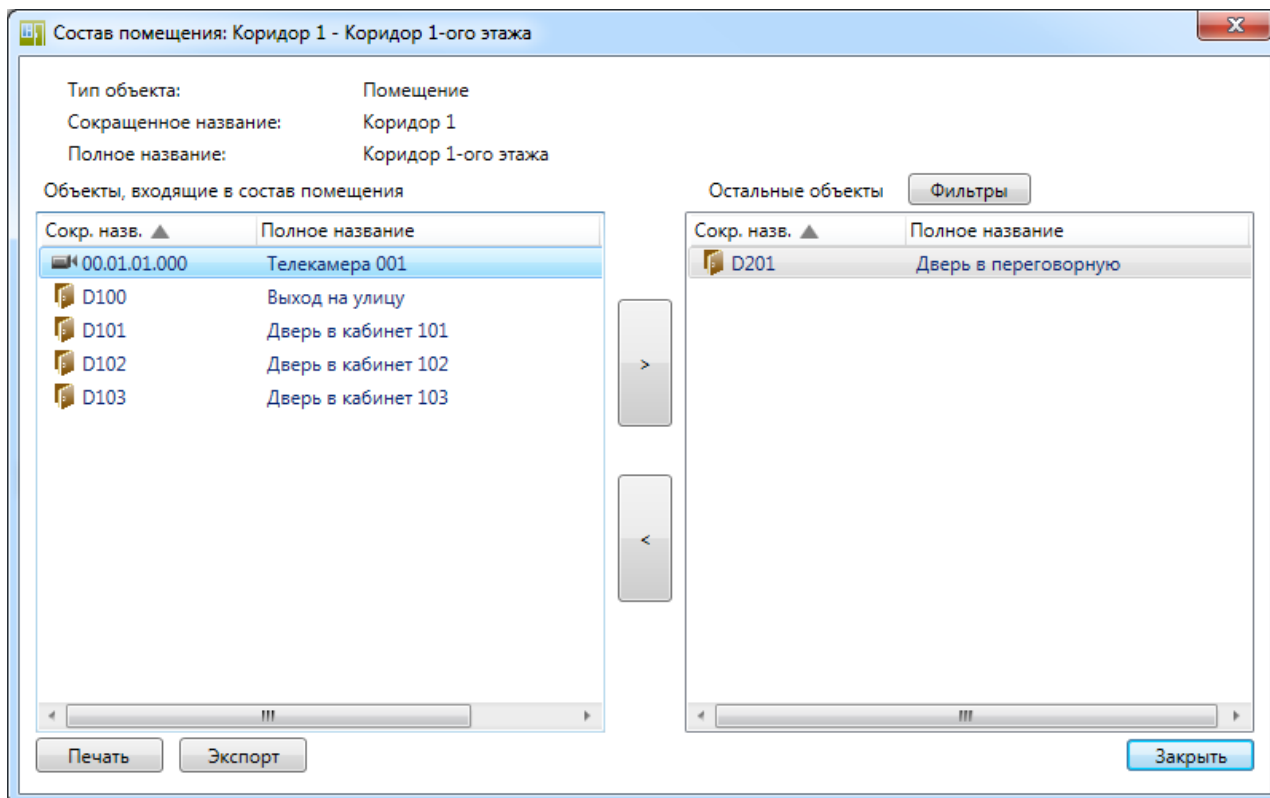 Состав помещения: Коридор 1 - Коридор 1-ого этажа
Тип объекта: Помещение
Сокращенное название: Коридор 1
Полное название: Коридор 1-ого этажа
Объекты, входящие в состав помещения
Остальные объекты Фильтры
Сокр. назв. Полное название
00.01.01.000 Телекамера 001
D100 Выход на улицу
D101 Дверь в кабинет 101
D102 Дверь в кабинет 102
D103 Дверь в кабинет 103
>
<
Сокр. назв. Полное название
D201 Дверь в переговорную
Печать Экспорт Закрыть